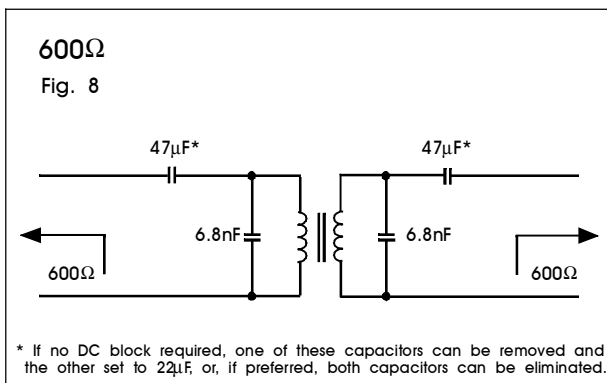 600Ω
Fig. 8
47µF*
47µF*
6.8nF
6.8nF
600Ω
600Ω
* If no DC block required, one of these capacitors can be removed and
the other set to 22µF, or, if preferred, both capacitors can be eliminated.